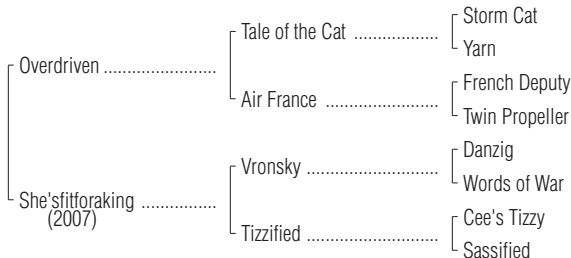 Storm Cat
Tale of the Cat ..................
Yarn
Overdriven ........................
French Deputy
Air France ........................
Twin Propeller
Danzig
Vronsky ............................
Words of War
She'sfitforaking ................
(2007)
Cee's Tizzy
Tizzified ............................
Sassified